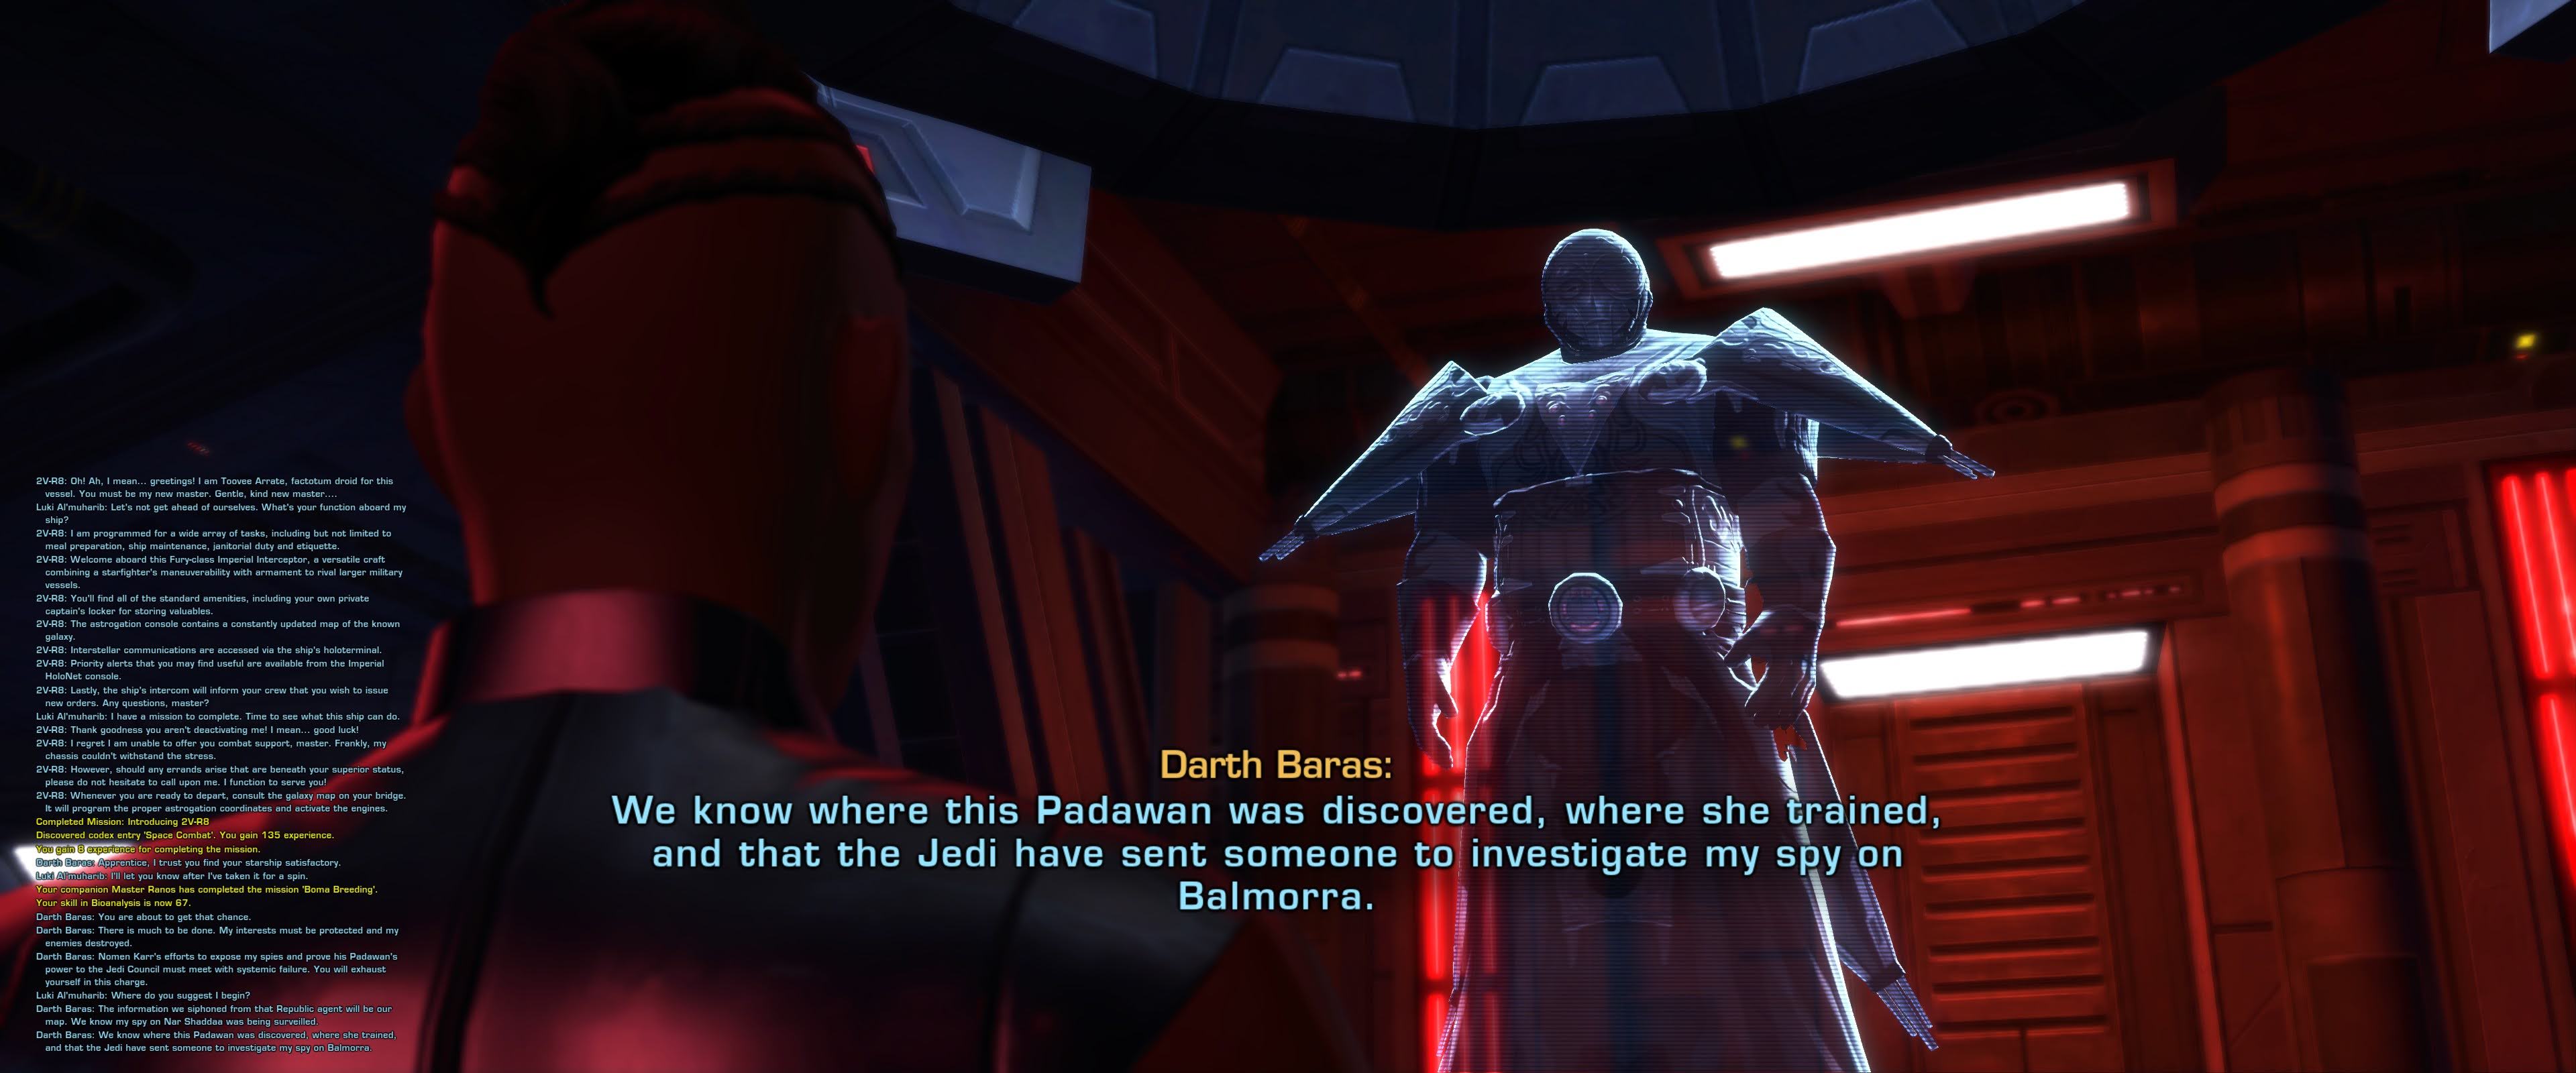 2V-R8: Oh! Ah, I mean... greetings! I am Toovee Arrate, factotum droid for this
vessel. You must be my new master. Gentle, kind new master....
Luki Al'muharib: Let's not get ahead of ourselves. What's your function aboard my
ship?
2V-R8: I am programmed for a wide array of tasks, including but not limited to
meal preparation, ship maintenance, janitorial duty and etiquette.
2V-R8: Welcome aboard this Fury-class Imperial Interceptor, a versatile craft
combining a starfighter's maneuverability with armament to rival larger military
vessels.
2V-R8: You'll find all of the standard amenities, including your own private
captain's locker for storing valuables.
2V-R8: The astrogation console contains a constantly updated map of the known
galaxy.
2V-R8: Interstellar communications are accessed via the ship's holoterminal.
2V-R8: Priority alerts that you may find useful are available from the Imperial
HoloNet console.
2V-R8: Lastly, the ship's intercom will inform your crew that you wish to issue
new orders. Any questions, master?
Luki Al'muharib: I have a mission to complete. Time to see what this ship can do.
2V-R8: Thank goodness you aren't deactivating me! I mean... good luck!
2V-R8: I regret I am unable to offer you combat support, master. Frankly, my
chassis couldn't withstand the stress.
2V-R8: However, should any errands arise that are beneath your superior status,
please do not hesitate to call upon me. I function to serve you!
2V-R8: Whenever you are ready to depart, consult the galaxy map on your bridge.
It will program the proper astrogation coordinates and activate the engines.
Completed Mission: Introducing 2V-R8
Discovered codex entry 'Space Combat'. You gain 135 experience.
You gain 8 experience for completing the mission.
Darth Baras: Apprentice, I trust you find your starship satisfactory.
Luki Al'muharib: I'll let you know after I've taken it for a spin.
Your companion Master Ranos has completed the mission 'Boma Breeding'.
Your skill in Bioanalysis is now 67.
Darth Baras: You are about to get that chance.
Darth Baras: There is much to be done. My interests must be protected and my
enemies destroyed.
Darth Baras: Nomen Karr's efforts to expose my spies and prove his Padawan's
power to the Jedi Council must meet with systemic failure. You will exhaust
yourself in this charge.
Luki Al'muharib: Where do you suggest I begin?
Darth Baras: The information we siphoned from that Republic agent will be our
map. We know my spy on Nar Shaddaa was being surveilled.
Darth Baras: We know where this Padawan was discovered, where she trained,
and that the Jedi have sent someone to investigate my spy on Balmorra.
Darth Baras:
We know where this Padawan was discovered, where she trained,
and that the Jedi have sent someone to investigate my spy on
Balmorra.